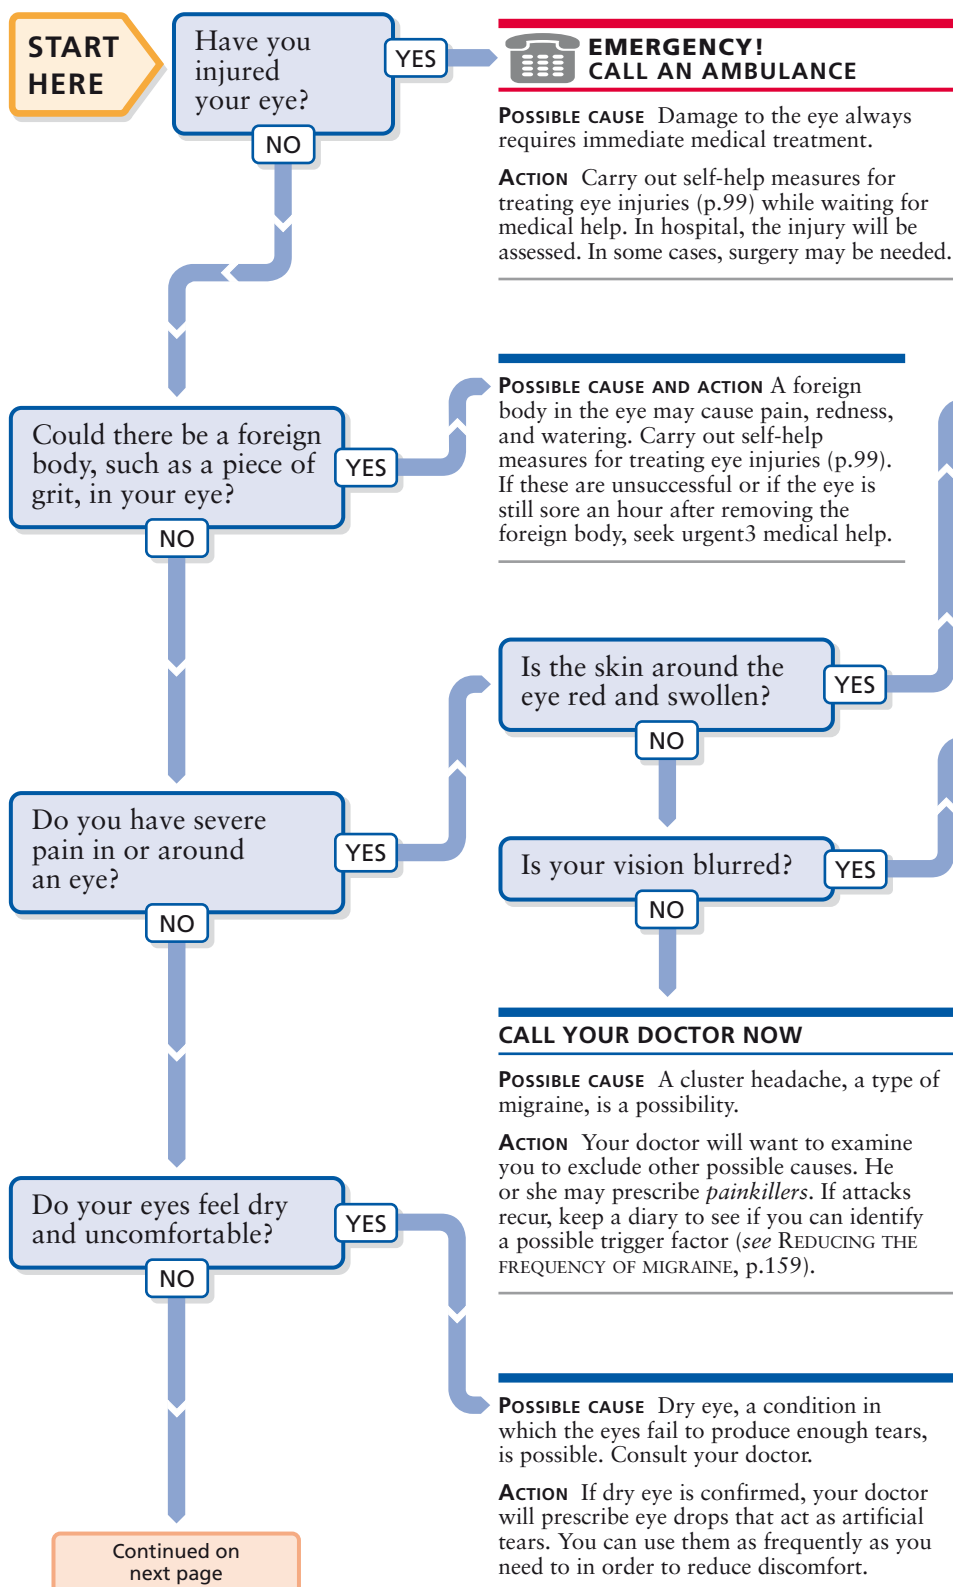 START
HERE
Have you
injured
your eye?
YES
NO
EMERGENCY!
CALL AN AMBULANCE
POSSIBLE CAUSE Damage to the eye always
requires immediate medical treatment.
ACTION Carry out self-help measures for
treating eye injuries (p.99) while waiting for
medical help. In hospital, the injury will be
assessed. In some cases, surgery may be needed.
Could there be a foreign
body, such as a piece of
grit, in your eye?
YES
NO
POSSIBLE CAUSE AND ACTION A foreign
body in the eye may cause pain, redness,
and watering. Carry out self-help
measures for treating eye injuries (p.99).
If these are unsuccessful or if the eye is
still sore an hour after removing the
foreign body, seek urgent3 medical help.
Is the skin around the
eye red and swollen?
YES
NO
Do you have severe
pain in or around
an eye?
YES
NO
Is your vision blurred?
YES
NO
CALL YOUR DOCTOR NOW
POSSIBLE CAUSE A cluster headache, a type of
migraine, is a possibility.
ACTION Your doctor will want to examine
you to exclude other possible causes. He
or she may prescribe painkillers. If attacks
recur, keep a diary to see if you can identify
a possible trigger factor (see REDUCING THE
FREQUENCY OF MIGRAINE, p.159).
Do your eyes feel dry
and uncomfortable?
YES
NO
POSSIBLE CAUSE Dry eye, a condition in
which the eyes fail to produce enough tears,
is possible. Consult your doctor.
ACTION If dry eye is confirmed, your doctor
will prescribe eye drops that act as artificial
tears. You can use them as frequently as you
need to in order to reduce discomfort.
Continued on
next page